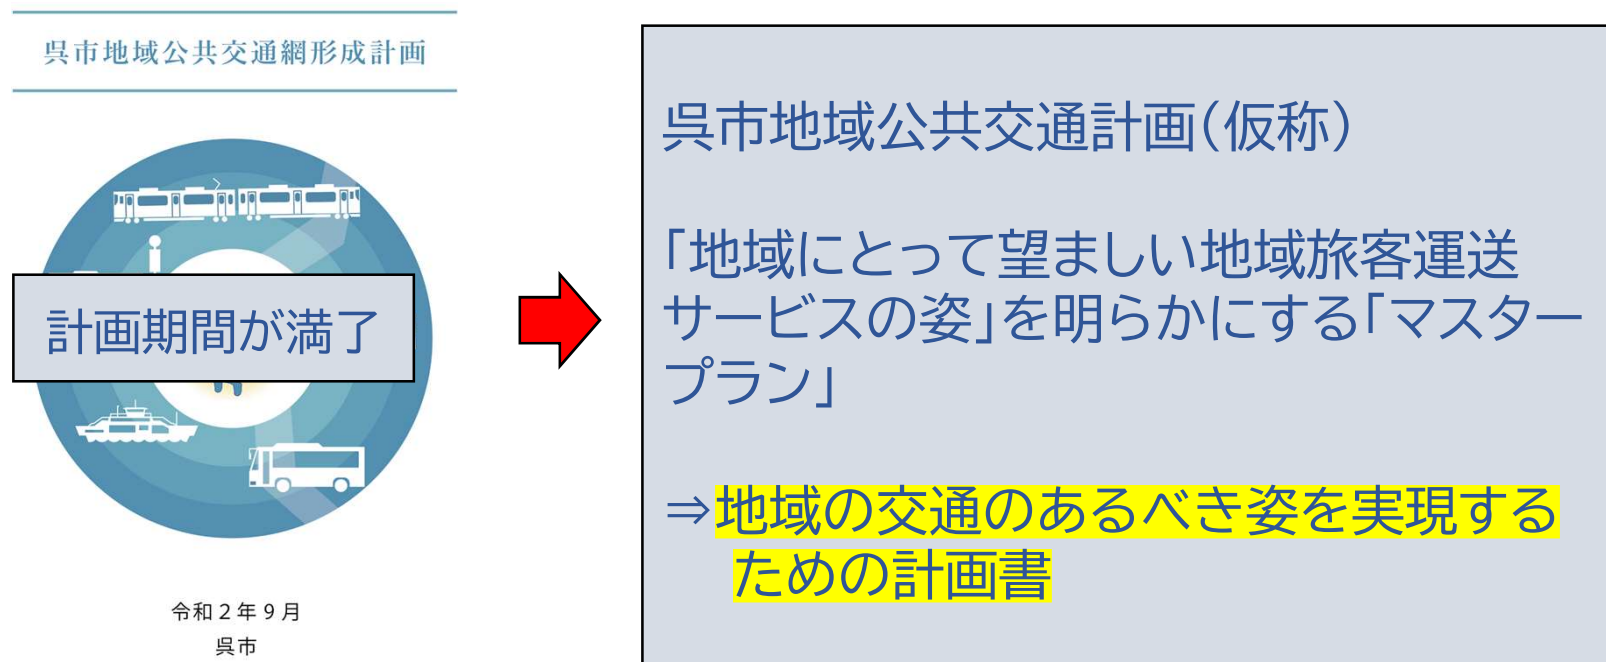 呉市地域公共交通網形成計画
計画期間が満了
令和2年9月
呉市
呉市地域公共交通計画(仮称)
「地域にとって望ましい地域旅客運送
サービスの姿」を明らかにする「マスター
プラン」
⇒地域の交通のあるべき姿を実現する
ための計画書